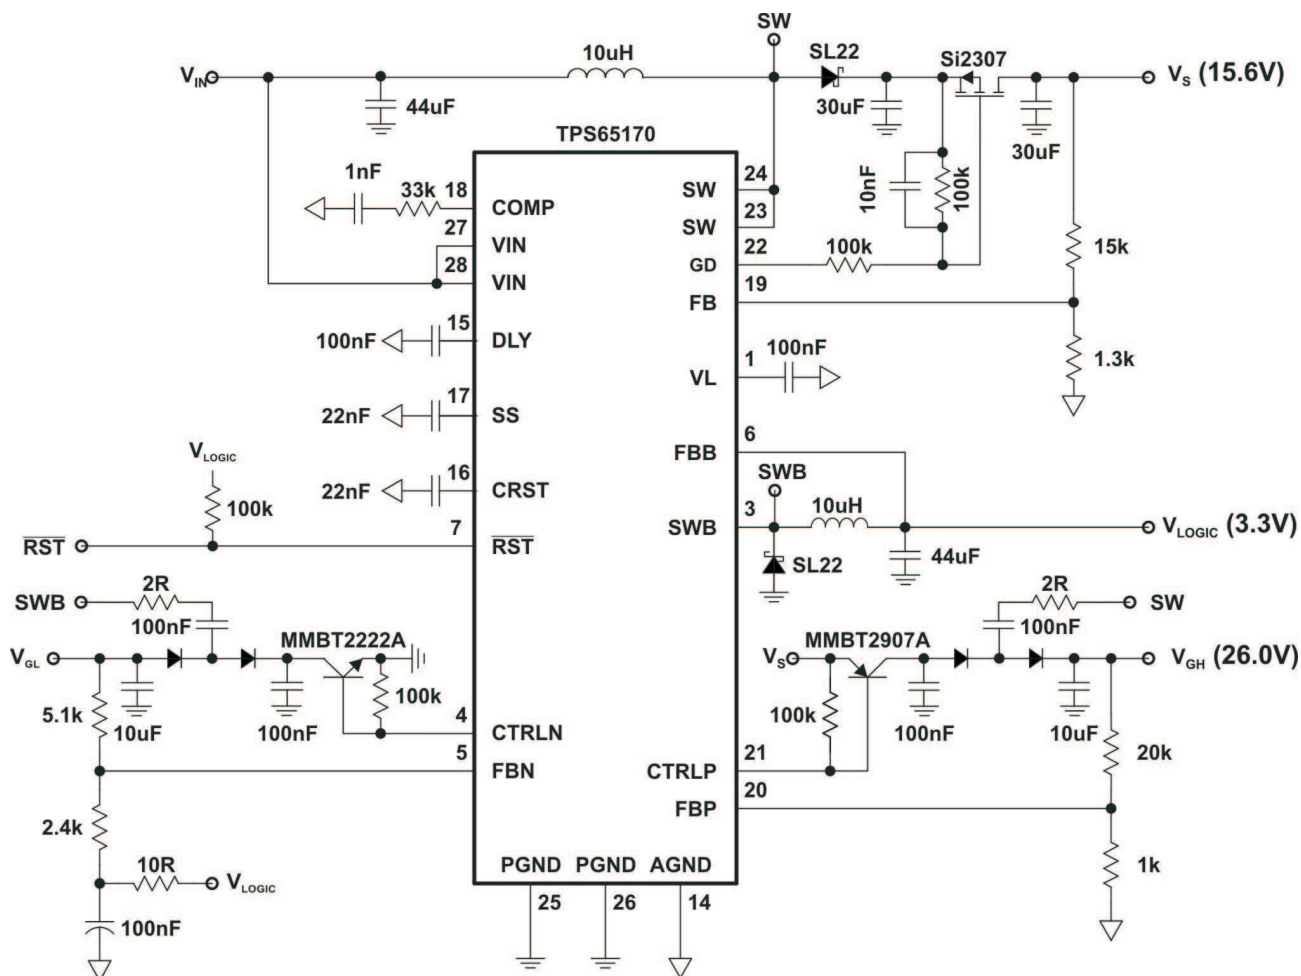 SW
10uH
SL22
Si2307
VIN
VS (15.6V)
44uF
30uF
30uF
TPS65170
1nF
33k
18
COMP
24
SW
10nF
100k
27
VIN
23
SW
28
VIN
22
GD
100k
15k
19
FB
100nF
15
DLY
1
VL
100nF
1.3k
22nF
17
SS
6
FBB
VLOGIC
100k
22nF
16
CRST
SWB
3
SWB
10uH
VLOGIC (3.3V)
RST
7
RST
SL22
44uF
SWB
2R
100nF
2R
SW
100nF
MMBT2222A
MMBT2907A
VGL
VS
VGH (26.0V)
5.1k
10uF
100nF
100k
100k
100nF
10uF
20k
4
CTRLN
5
FBN
21
CTRLP
20
FBP
2.4k
10R
VLOGIC
100nF
1k
PGND
PGND
AGND
25
26
14